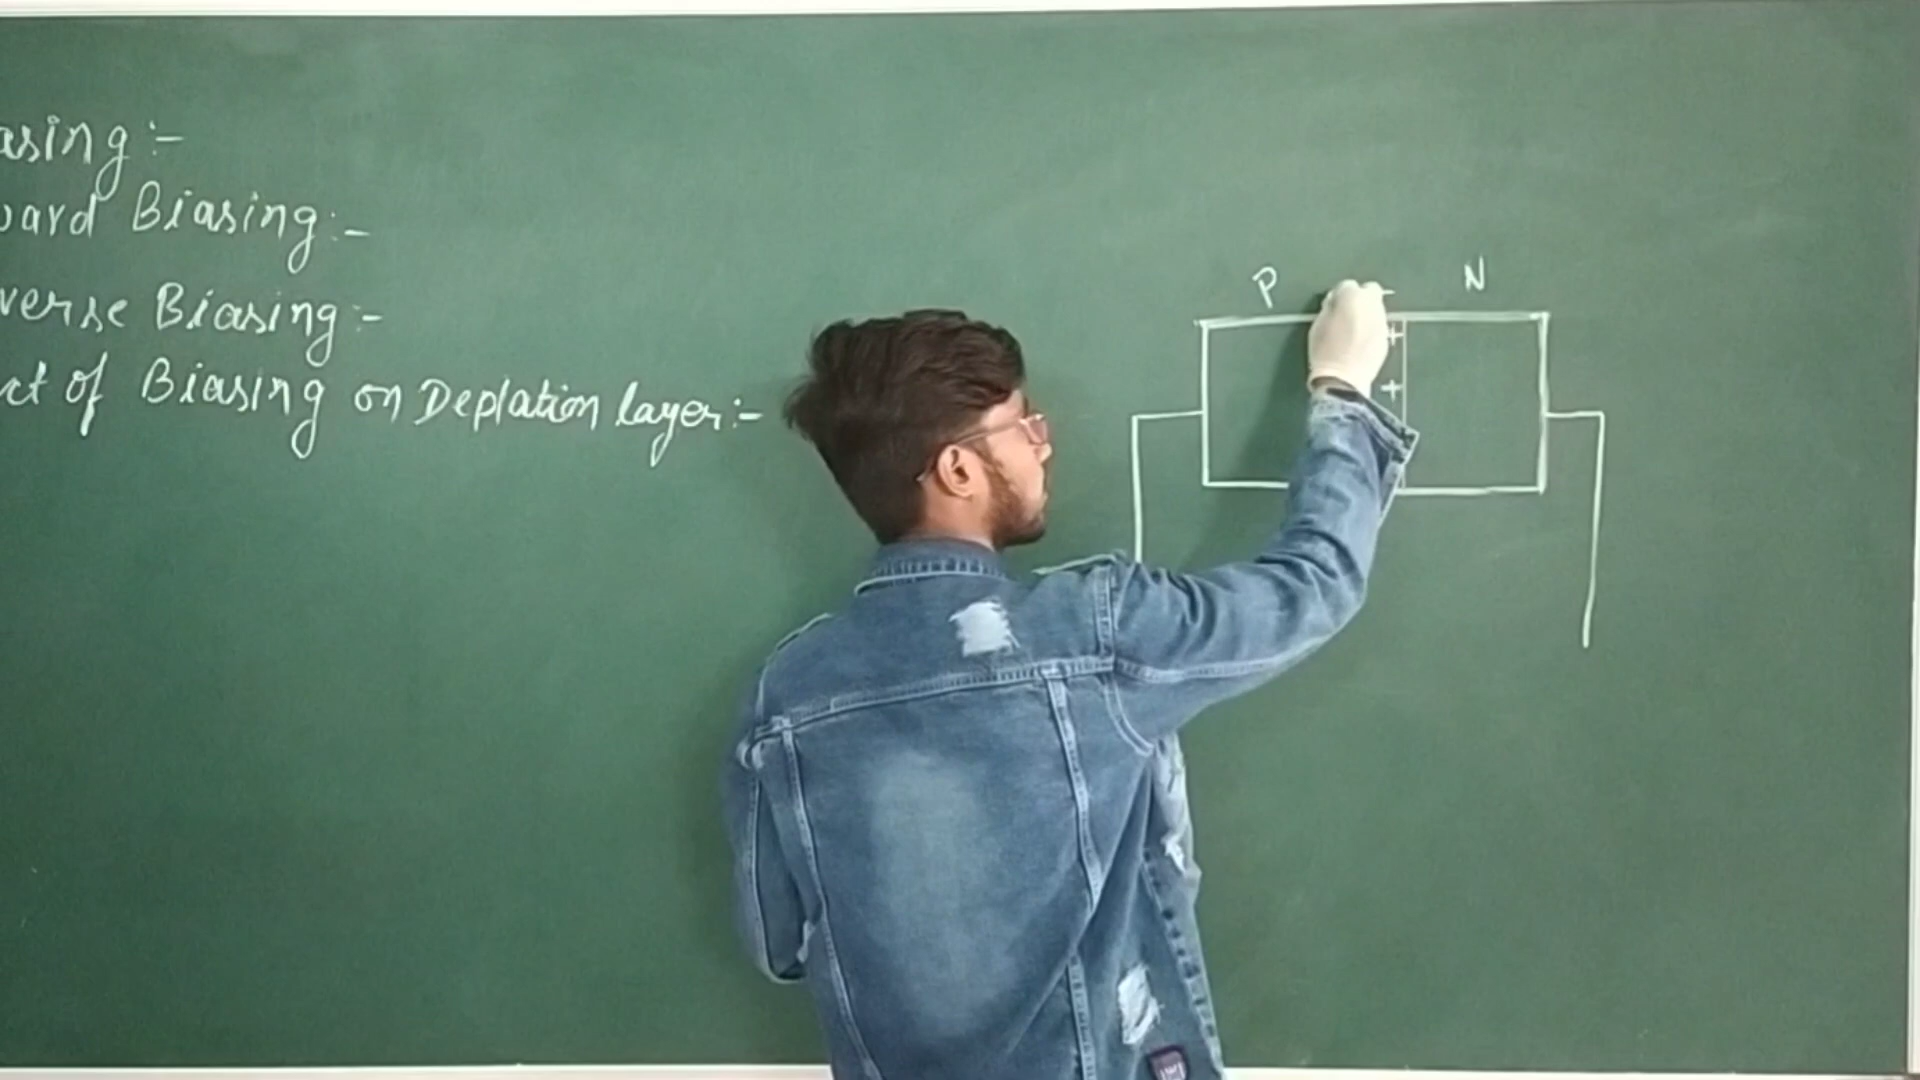 asing:-
ward Biasing:-
verse Biasing:-
ct of Biasing on Deplation layer:-
P N
+
+